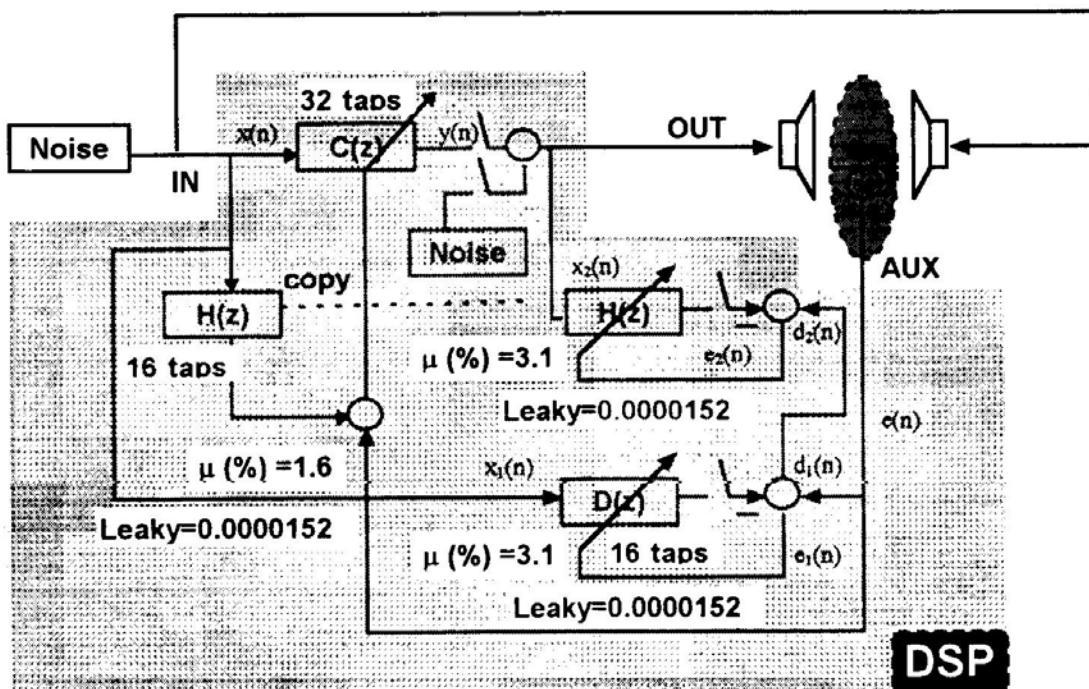 32 taps
Noise
x(n)
C(z)
y(n)
OUT
IN
Noise
AUX
copy
x₂(n)
H(z)
H(z)
d₂(n)
16 taps
μ (%) =3.1
e₂(n)
Leaky=0.0000152
e(n)
μ (%) =1.6
x₁(n)
d₁(n)
D(z)
Leaky=0.0000152
μ (%) =3.1
16 taps
e₁(n)
Leaky=0.0000152
DSP